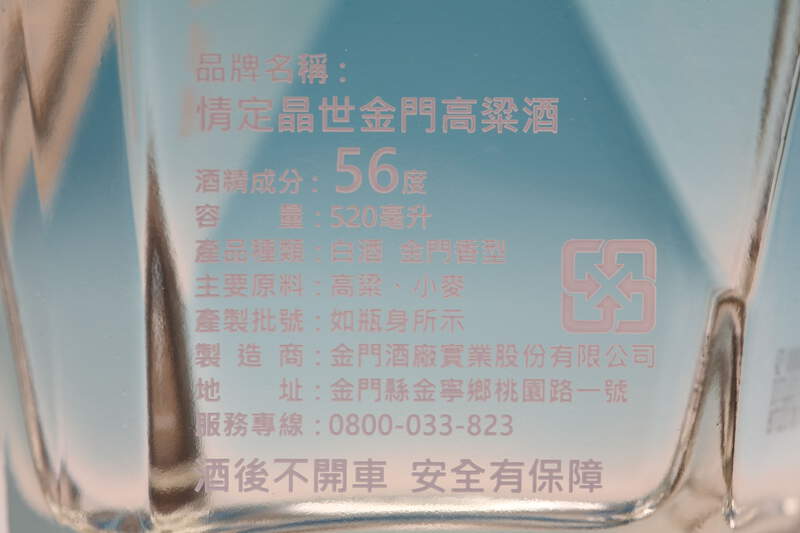 品牌名稱:
情定晶世金門高粱酒
酒精成分: 56度
容 量:520毫升
產品種類:白酒 金門香型
主要原料:高粱、小麥
產製批號:如瓶身所示
製 造 商:金門酒廠實業股份有限公司
地 址:金門縣金寧鄉桃園路一號
服務專線:0800-033-823
酒後不開車 安全有保障